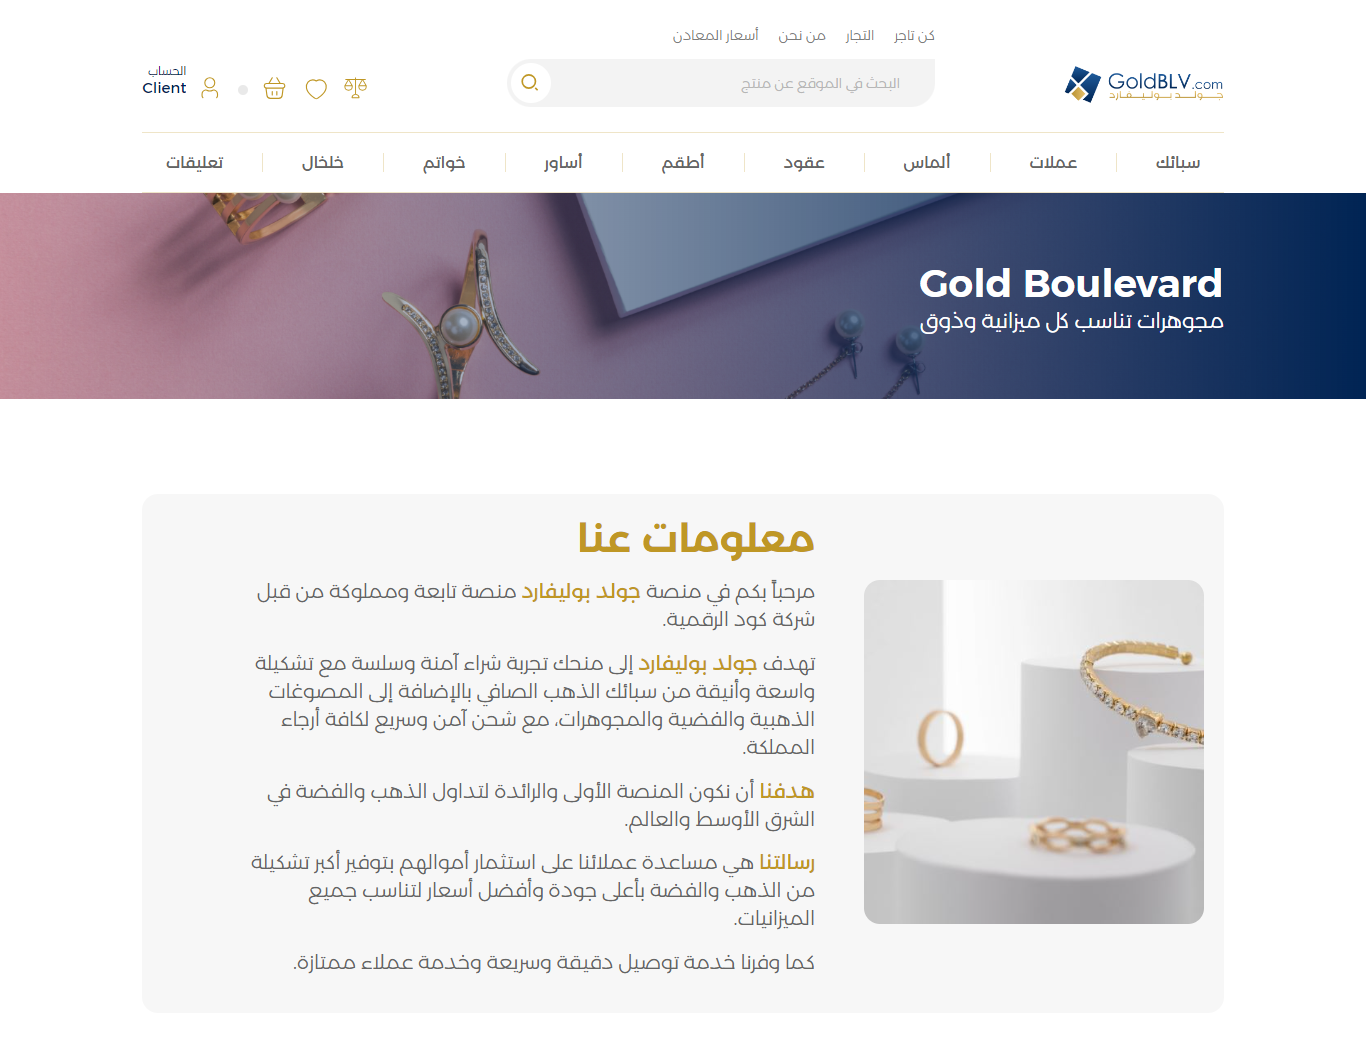 كن تاجر
التجار
من نحن
أسعار المعادن
GoldBLV.com
جولد بوليفارد
البحث في الموقع عن منتج
الحساب
Client
سبائك
عملات
ألماس
عقود
أطقم
أساور
خواتم
خلخال
تعليقات
Gold Boulevard
مجوهرات تناسب كل ميزانية وذوق
معلومات عنا
مرحباً بكم في منصة جولد بوليفارد منصة تابعة ومملوكة من قبل
شركة كود الرقمية.
تهدف جولد بوليفارد إلى منحك تجربة شراء آمنة وسلسة مع تشكيلة
واسعة وأنيقة من سبائك الذهب الصافي بالإضافة إلى المصوغات
الذهبية والفضية والمجوهرات، مع شحن آمن وسريع لكافة أرجاء
المملكة.
هدفنا أن نكون المنصة الأولى والرائدة لتداول الذهب والفضة في
الشرق الأوسط والعالم.
رسالتنا هي مساعدة عملائنا على استثمار أموالهم بتوفير أكبر تشكيلة
من الذهب والفضة بأعلى جودة وأفضل أسعار لتناسب جميع
الميزانيات.
كما وفرنا خدمة توصيل دقيقة وسريعة وخدمة عملاء ممتازة.